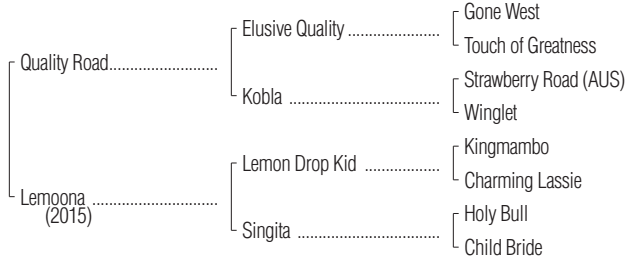 Gone West
Elusive Quality
Touch of Greatness
Quality Road
Strawberry Road (AUS)
Kobla
Winglet
Kingmambo
Lemon Drop Kid
Charming Lassie
Lemoona
(2015)
Holy Bull
Singita
Child Bride